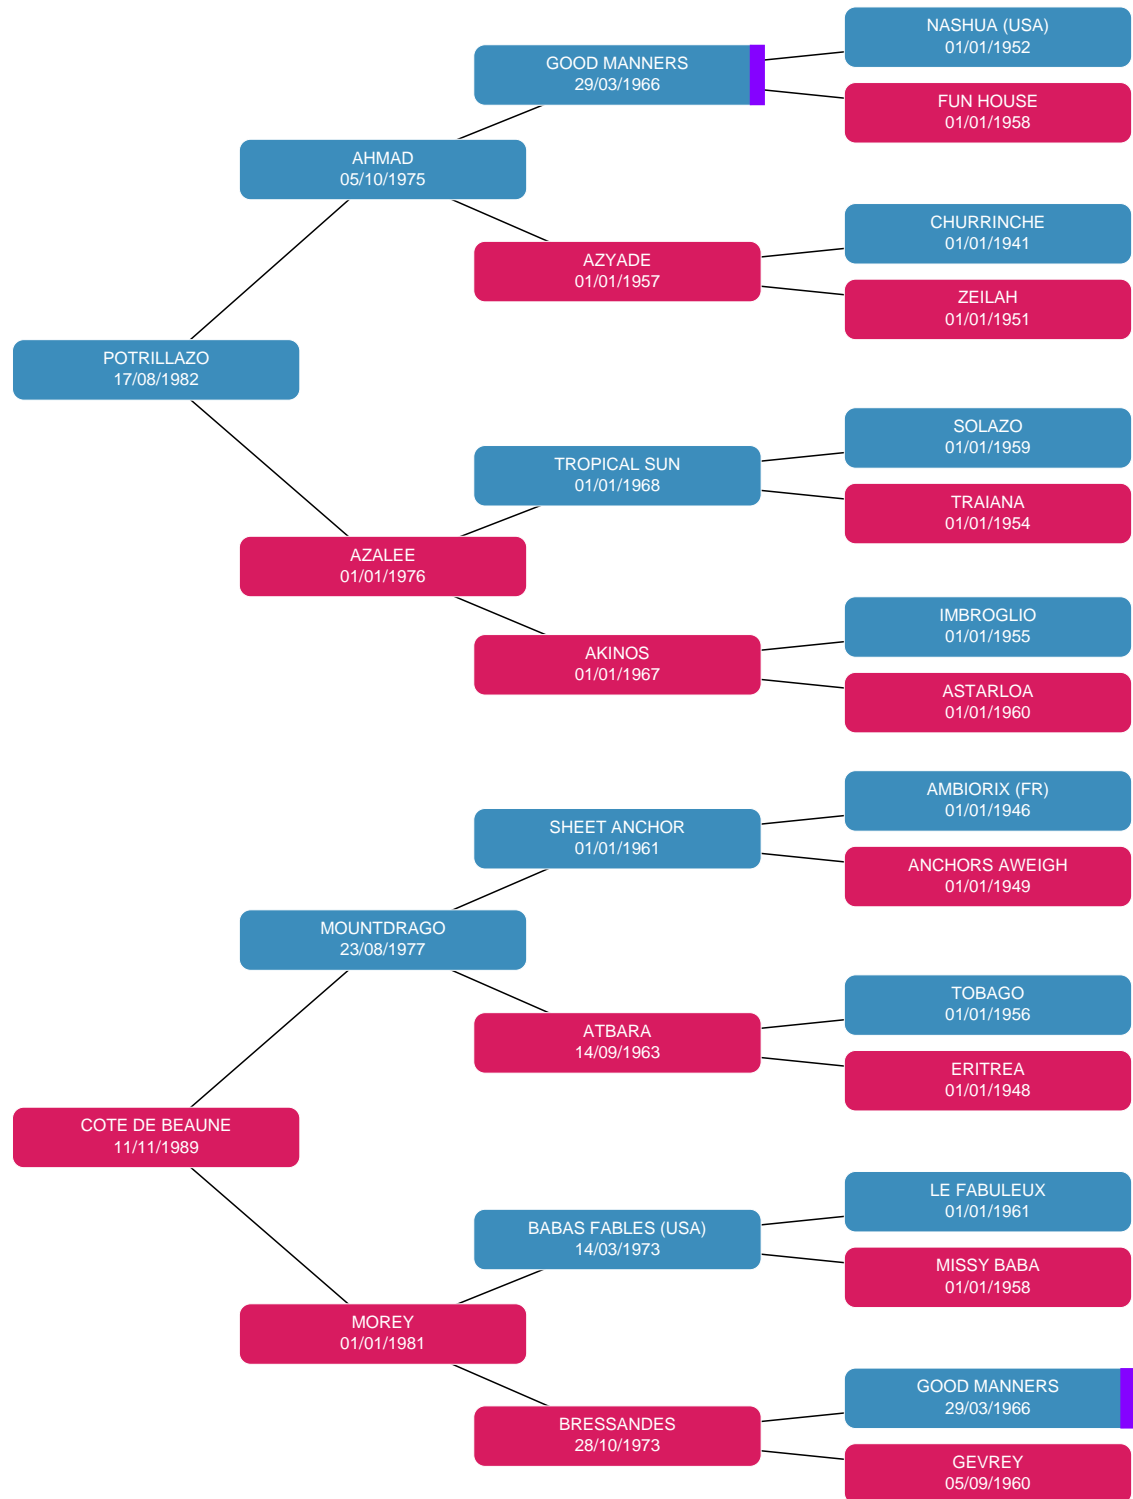 NASHUA (USA)
01/01/1952
GOOD MANNERS
29/03/1966
FUN HOUSE
01/01/1958
AHMAD
05/10/1975
CHURRINCHE
01/01/1941
AZYADE
01/01/1957
ZEILAH
01/01/1951
POTRILLAZO
17/08/1982
SOLAZO
01/01/1959
TROPICAL SUN
01/01/1968
TRAIANA
01/01/1954
AZALEE
01/01/1976
IMBROGLIO
01/01/1955
AKINOS
01/01/1967
ASTARLOA
01/01/1960
AMBIORIX (FR)
01/01/1946
SHEET ANCHOR
01/01/1961
ANCHORS AWEIGH
01/01/1949
MOUNTDRAGO
23/08/1977
TOBAGO
01/01/1956
ATBARA
14/09/1963
ERITREA
01/01/1948
COTE DE BEAUNE
11/11/1989
LE FABULEUX
01/01/1961
BABAS FABLES (USA)
14/03/1973
MISSY BABA
01/01/1958
MOREY
01/01/1981
GOOD MANNERS
29/03/1966
BRESSANDES
28/10/1973
GEVREY
05/09/1960